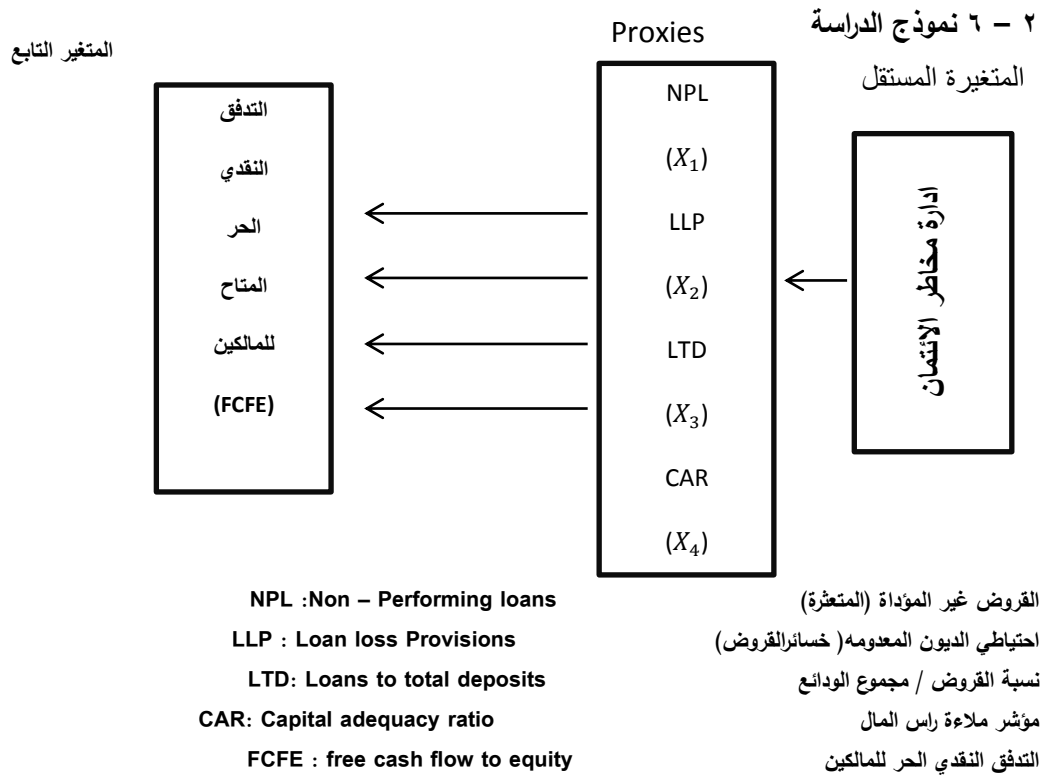 ٢ – ٦ نموذج الدراسة
المتغيرة المستقل
Proxies
المتغير التابع
ادارة مخاطر الائتمان
NPL
(X₁)
LLP
(X₂)
LTD
(X₃)
CAR
(X₄)
التدفق
النقدي
الحر
المتاح
للمالكين
(FCFE)
القروض غير المؤداة (المتعثرة) NPL :Non – Performing loans
احتياطي الديون المعدومه( خسائرالقروض) LLP : Loan loss Provisions
نسبة القروض / مجموع الودائع LTD: Loans to total deposits
مؤشر ملاءة راس المال CAR: Capital adequacy ratio
التدفق النقدي الحر للمالكين FCFE : free cash flow to equity